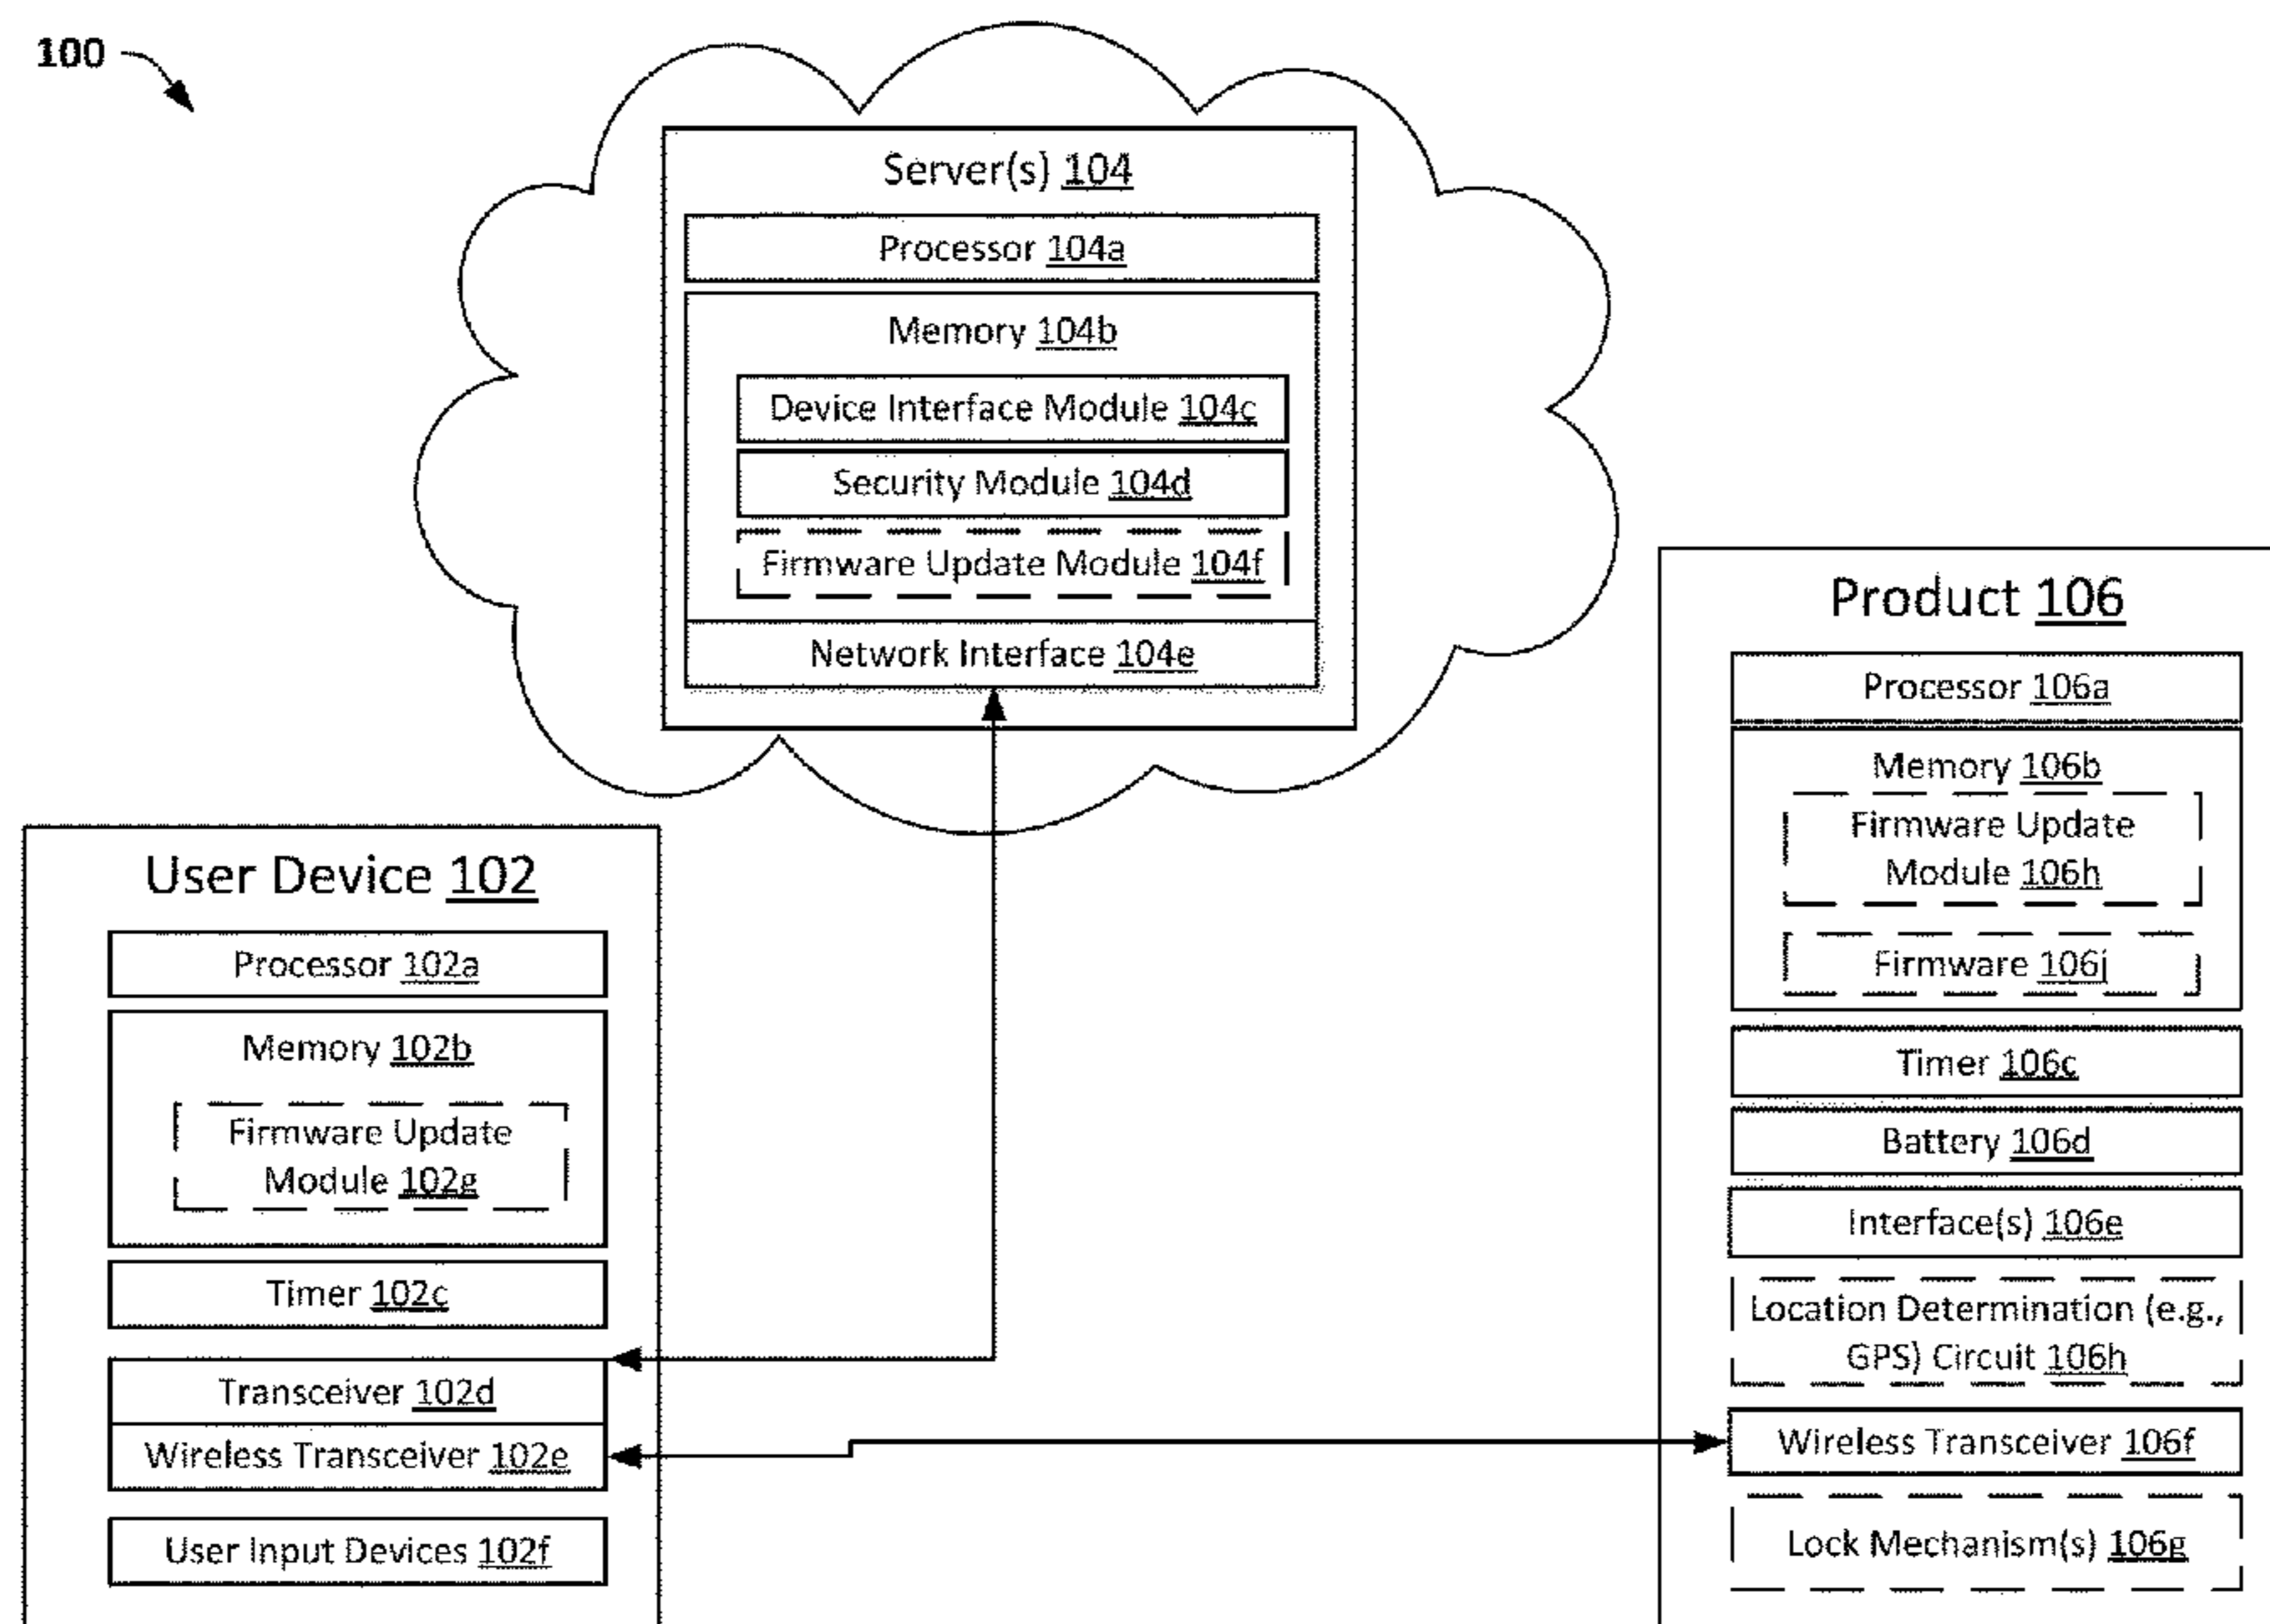 100
Server(s) 104
Processor 104a
Memory 104b
Device Interface Module 104c
Security Module 104d
Firmware Update Module 104f
Network Interface 104e
User Device 102
Processor 102a
Memory 102b
Firmware Update
Module 102g
Timer 102c
Transceiver 102d
Wireless Transceiver 102e
User Input Devices 102f
Product 106
Processor 106a
Memory 106b
Firmware Update
Module 106h
Firmware 106j
Timer 106c
Battery 106d
Interface(s) 106e
Location Determination (e.g.,
GPS) Circuit 106h
Wireless Transceiver 106f
Lock Mechanism(s) 106g